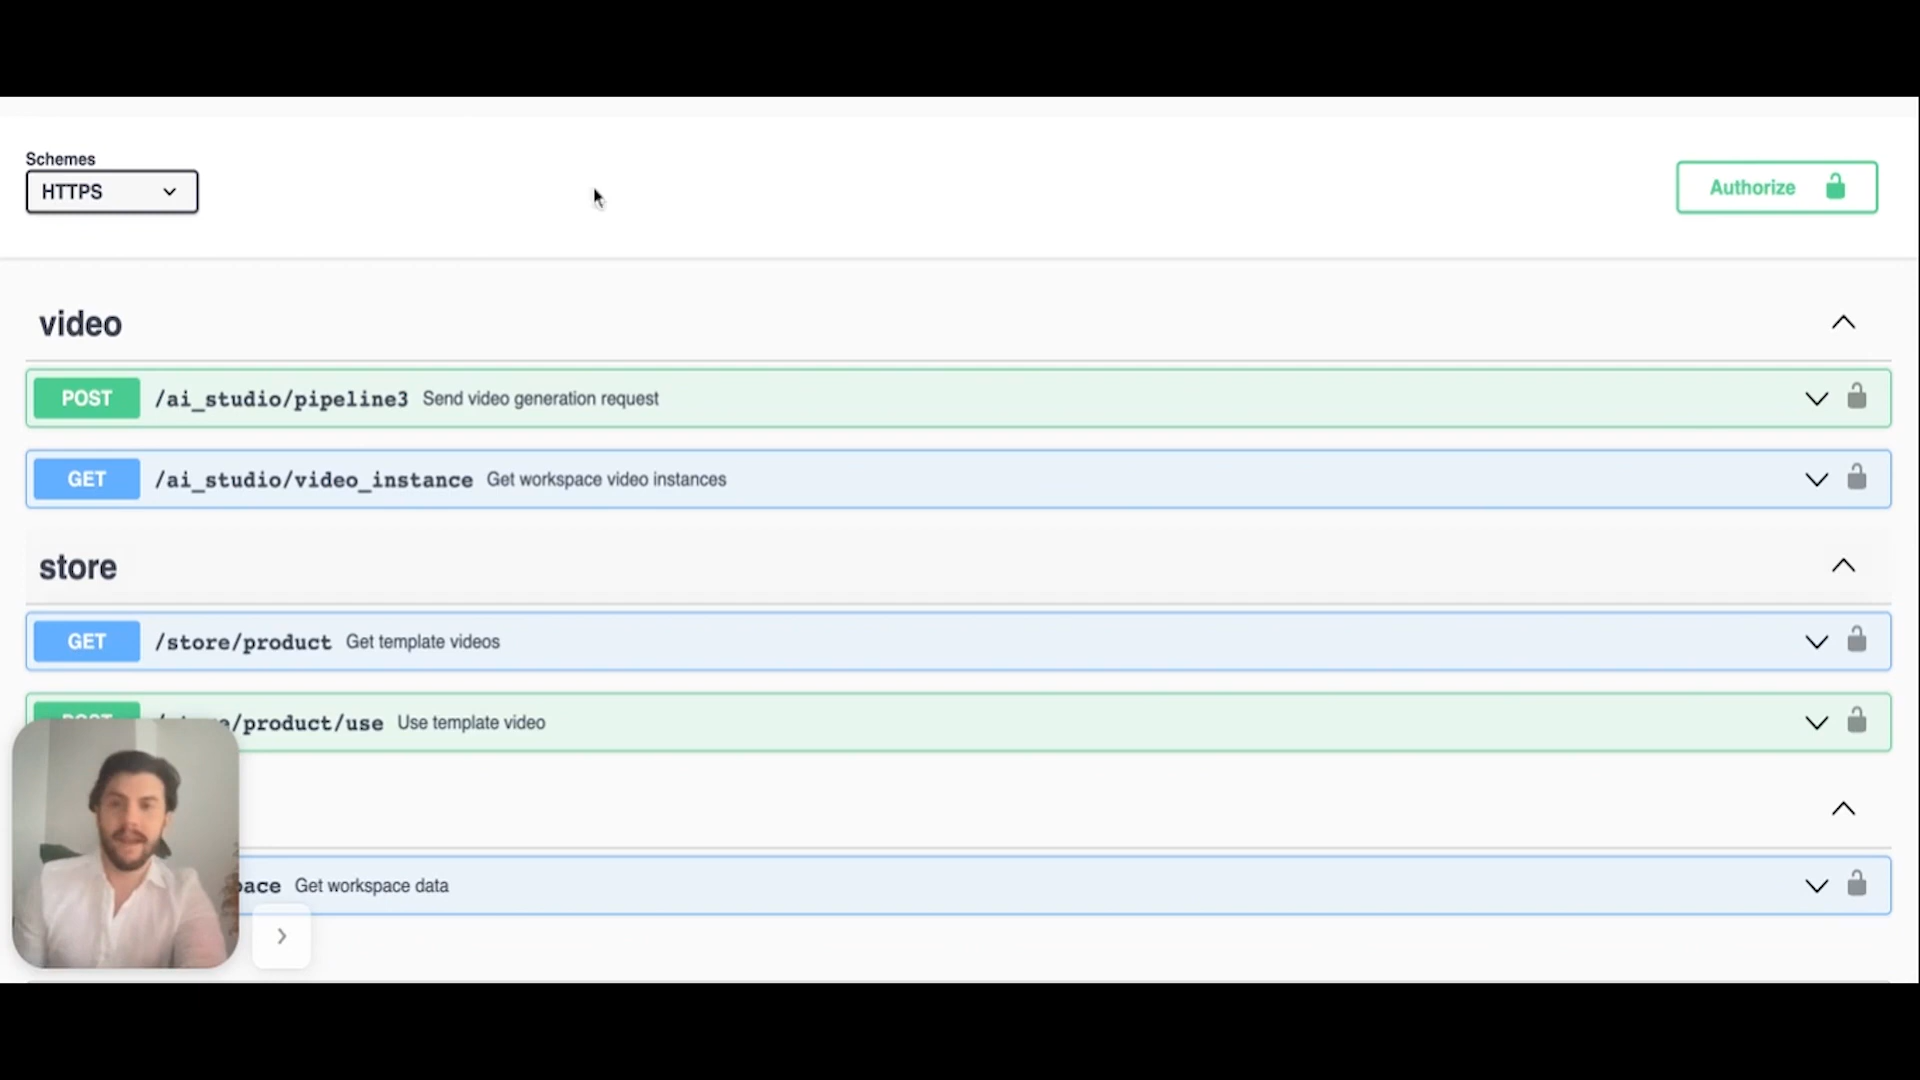 Schemes
HTTPS
Authorize
video
POST /ai_studio/pipeline3 Send video generation request
GET /ai_studio/video_instance Get workspace video instances
store
GET /store/product Get template videos
POST /product/use Use template video
Get workspace data